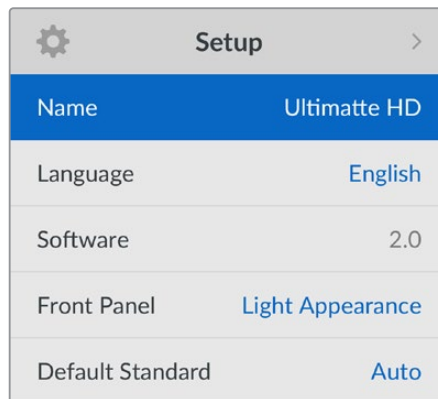 Setup
Name Ultimatte HD
Language English
Software 2.0
Front Panel Light Appearance
Default Standard Auto